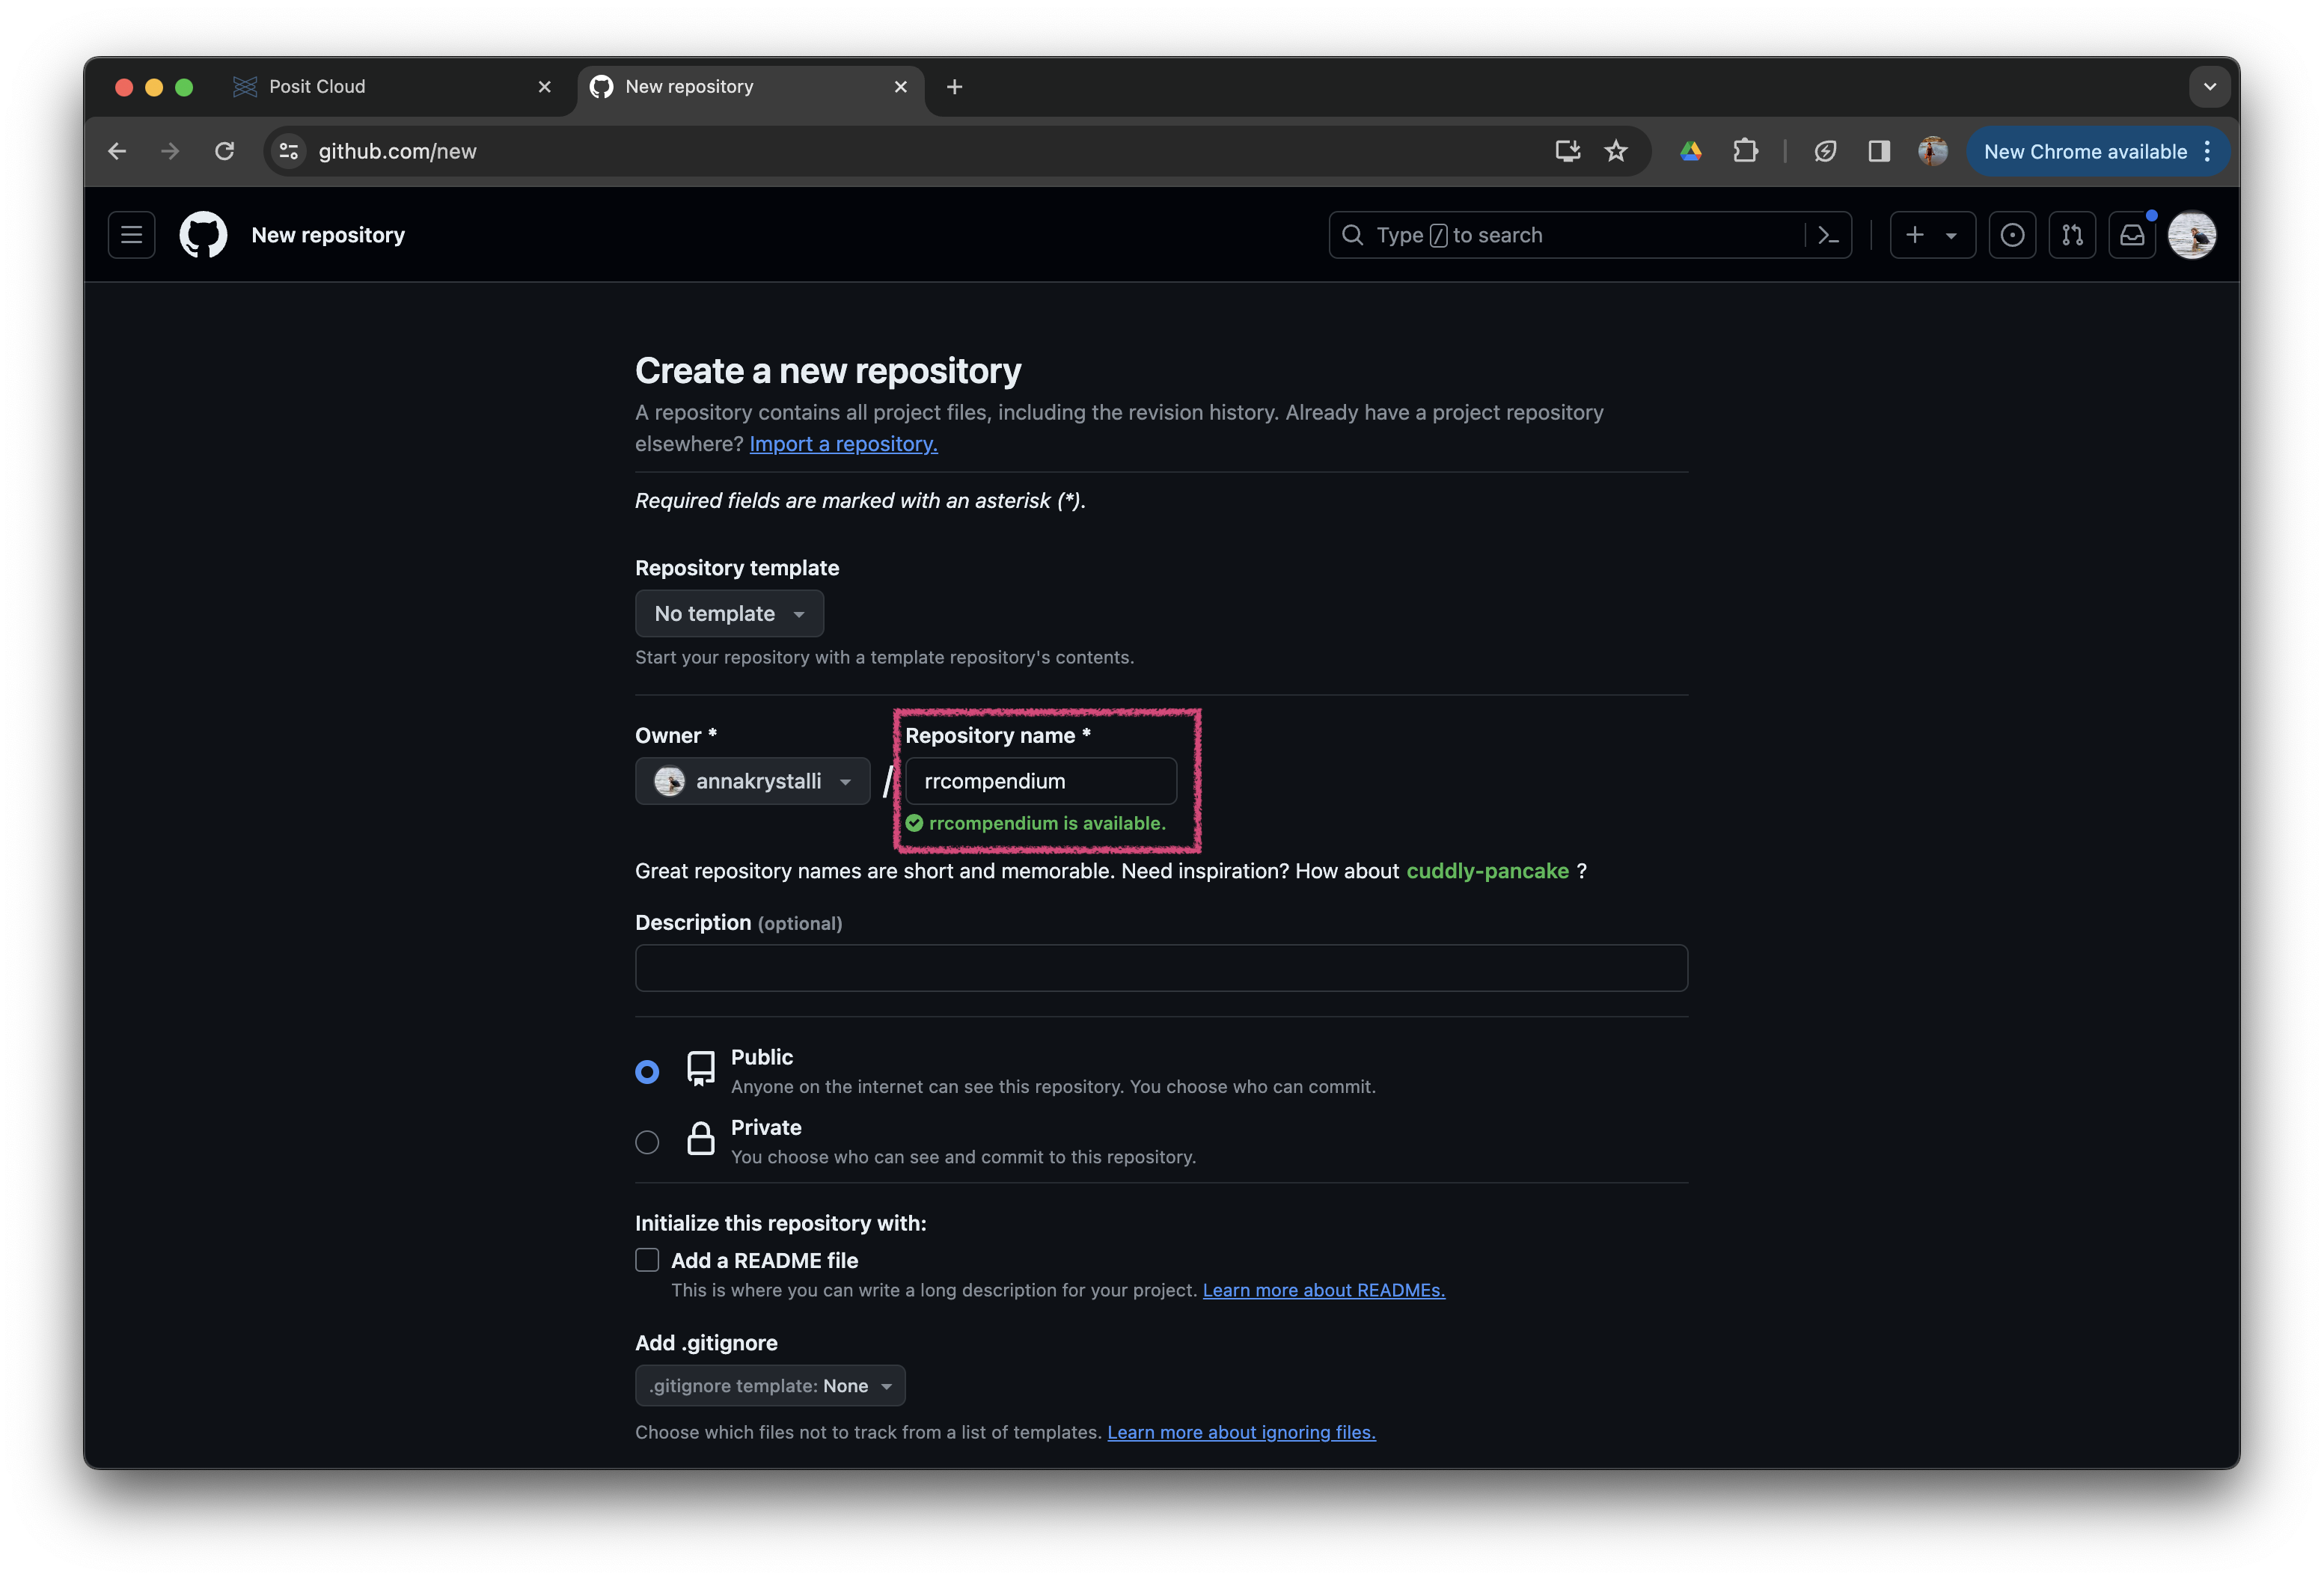 Posit Cloud
New repository
github.com/new
New Chrome available
New repository
Type / to search
Create a new repository
A repository contains all project files, including the revision history. Already have a project repository
elsewhere? Import a repository.
Required fields are marked with an asterisk (*).
Repository template
No template
Start your repository with a template repository's contents.
Owner *
Repository name *
annakrystalli
/
rrcompendium
rrcompendium is available.
Great repository names are short and memorable. Need inspiration? How about cuddly-pancake ?
Description (optional)
Public
Anyone on the internet can see this repository. You choose who can commit.
Private
You choose who can see and commit to this repository.
Initialize this repository with:
Add a README file
This is where you can write a long description for your project. Learn more about READMEs.
Add .gitignore
.gitignore template: None
Choose which files not to track from a list of templates. Learn more about ignoring files.